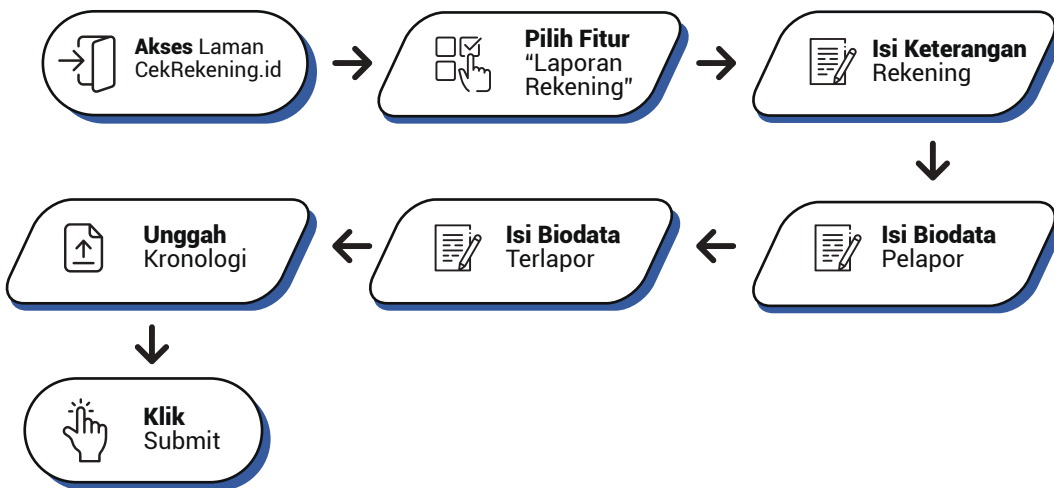 Akses Laman
CekRekening.id
Pilih Fitur
“Laporan
Rekening”
Isi Keterangan
Rekening
Isi Biodata
Pelapor
Isi Biodata
Terlapor
Unggah
Kronologi
Klik
Submit